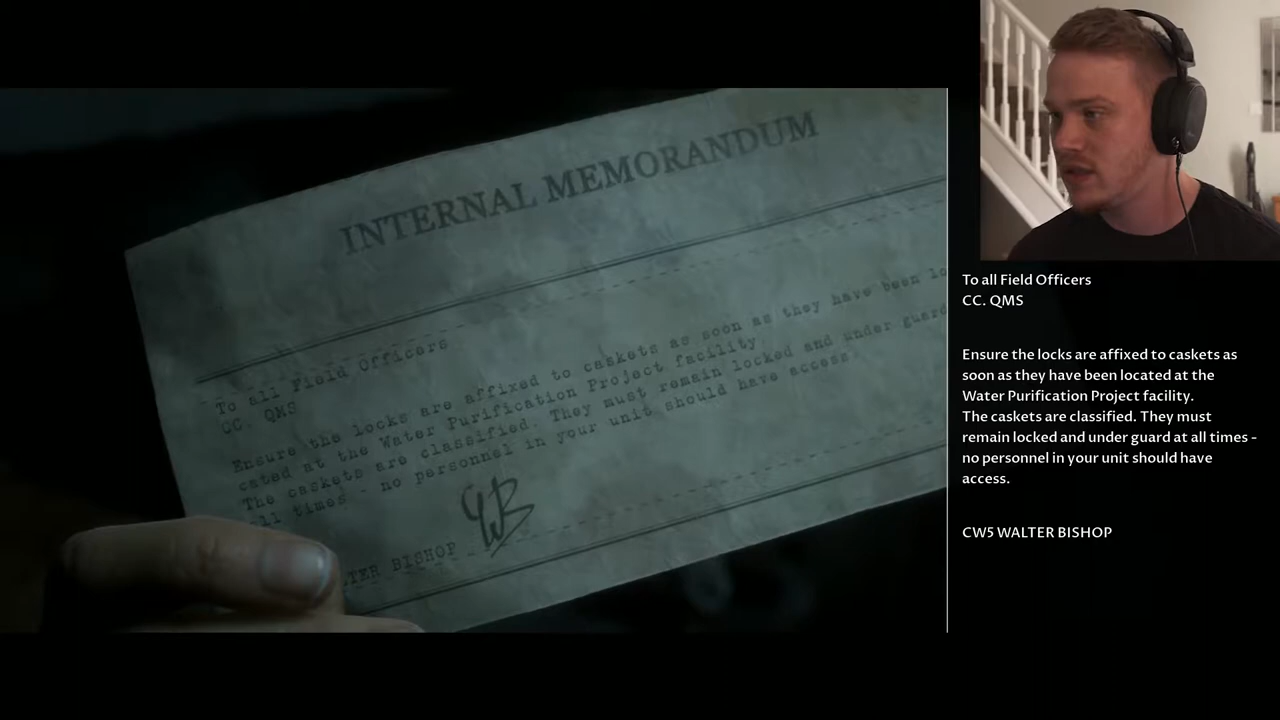 INTERNAL MEMORANDUM
To all Field Officers
CC. QMS
Ensure the locks are affixed to caskets as soon as they have been lo
cated at the Water Purification Project facility
The caskets are classified. They must remain locked and under guard
all times - no personnel in your unit should have access.
WB
LTER BISHOP
To all Field Officers
CC. QMS
Ensure the locks are affixed to caskets as
soon as they have been located at the
Water Purification Project facility.
The caskets are classified. They must
remain locked and under guard at all times -
no personnel in your unit should have
access.
CW5 WALTER BISHOP